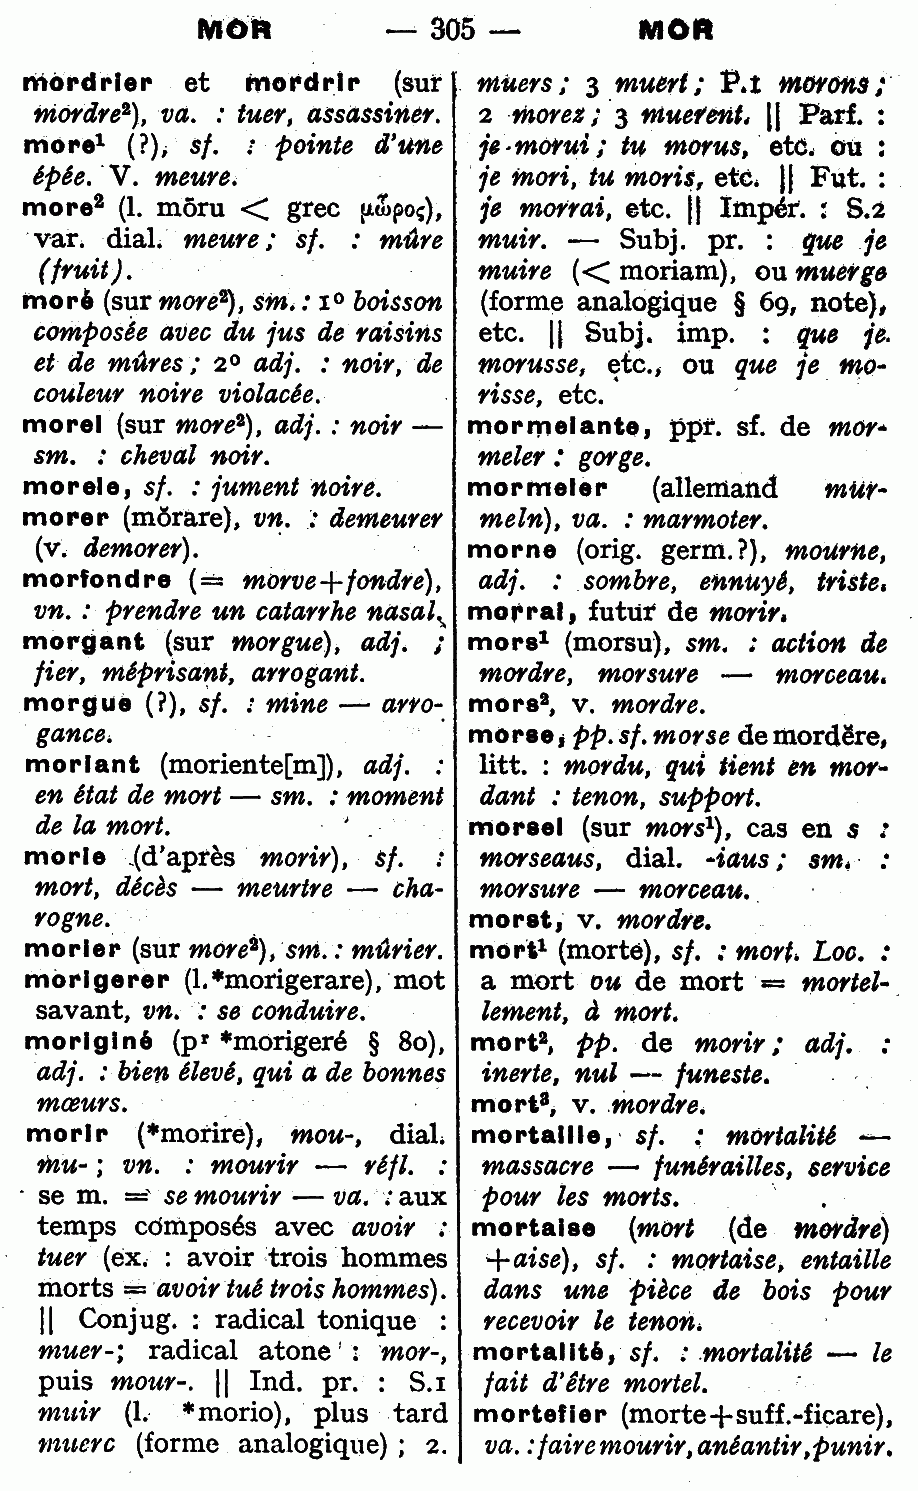 MOR — 305 — MOR
mordrier et mordrir (sur
mordre²), va. : tuer, assassiner.
more¹ (?), sf. : pointe d'une
épée. V. meure.
more² (l. mōru < grec μῶρος),
var. dial. meure ; sf. : mûre
(fruit).
moré (sur more²), sm. : 1º boisson
composée avec du jus de raisins
et de mûres ; 2º adj. : noir, de
couleur noire violacée.
morel (sur more²), adj. : noir —
sm. : cheval noir.
morele, sf. : jument noire.
morer (mŏrare), vn. : demeurer
(v. demorer).
morfondre (= morve+fondre),
vn. : prendre un catarrhe nasal.
morgant (sur morgue), adj. ;
fier, méprisant, arrogant.
morgue (?), sf. : mine — arro-
gance.
moriant (moriente[m]), adj. :
en état de mort — sm. : moment
de la mort.
morie (d'après morir), sf. :
mort, décès — meurtre — cha-
rogne.
morier (sur more²), sm. : mûrier.
morigerer (l.*morigerare), mot
savant, vn. : se conduire.
moriginé (pʳ *morigeré § 80),
adj. : bien élevé, qui a de bonnes
mœurs.
morir (*morire), mou-, dial.
mu- ; vn. : mourir — réfl. :
se m. = se mourir — va. : aux
temps composés avec avoir :
tuer (ex. : avoir trois hommes
morts = avoir tué trois hommes).
|| Conjug. : radical tonique :
muer-; radical atone : mor-,
puis mour-. || Ind. pr. : S.1
muir (l. *morio), plus tard
muerc (forme analogique) ; 2.
muers ; 3 muert ; P.1 morons ;
2 morez ; 3 muerent. || Parf. :
je morui ; tu morus, etc. ou :
je mori, tu moris, etc. || Fut. :
je morrai, etc. || Impér. : S.2
muir. — Subj. pr. : que je
muire (< moriam), ou muerge
(forme analogique § 69, note),
etc. || Subj. imp. : que je
morusse, etc., ou que je mo-
risse, etc.
mormelante, ppr. sf. de mor-
meler : gorge.
mormeler (allemand mur-
meln), va. : marmoter.
morne (orig. germ.?), mourne,
adj. : sombre, ennuyé, triste.
morrai, futur de morir.
mors¹ (morsu), sm. : action de
mordre, morsure — morceau.
mors², v. mordre.
morse, pp. sf. morse de mordĕre,
litt. : mordu, qui tient en mor-
dant : tenon, support.
morsel (sur mors¹), cas en s :
morseaus, dial. -iaus ; sm. :
morsure — morceau.
morst, v. mordre.
mort¹ (morte), sf. : mort. Loc. :
a mort ou de mort = mortel-
lement, à mort.
mort², pp. de morir ; adj. :
inerte, nul — funeste.
mort³, v. mordre.
mortaille, sf. : mortalité —
massacre — funérailles, service
pour les morts.
mortaise (mort (de mordre)
+aise), sf. : mortaise, entaille
dans une pièce de bois pour
recevoir le tenon.
mortalité, sf. : mortalité — le
fait d'être mortel.
mortefier (morte+suff.-ficare),
va. : faire mourir, anéantir, punir.